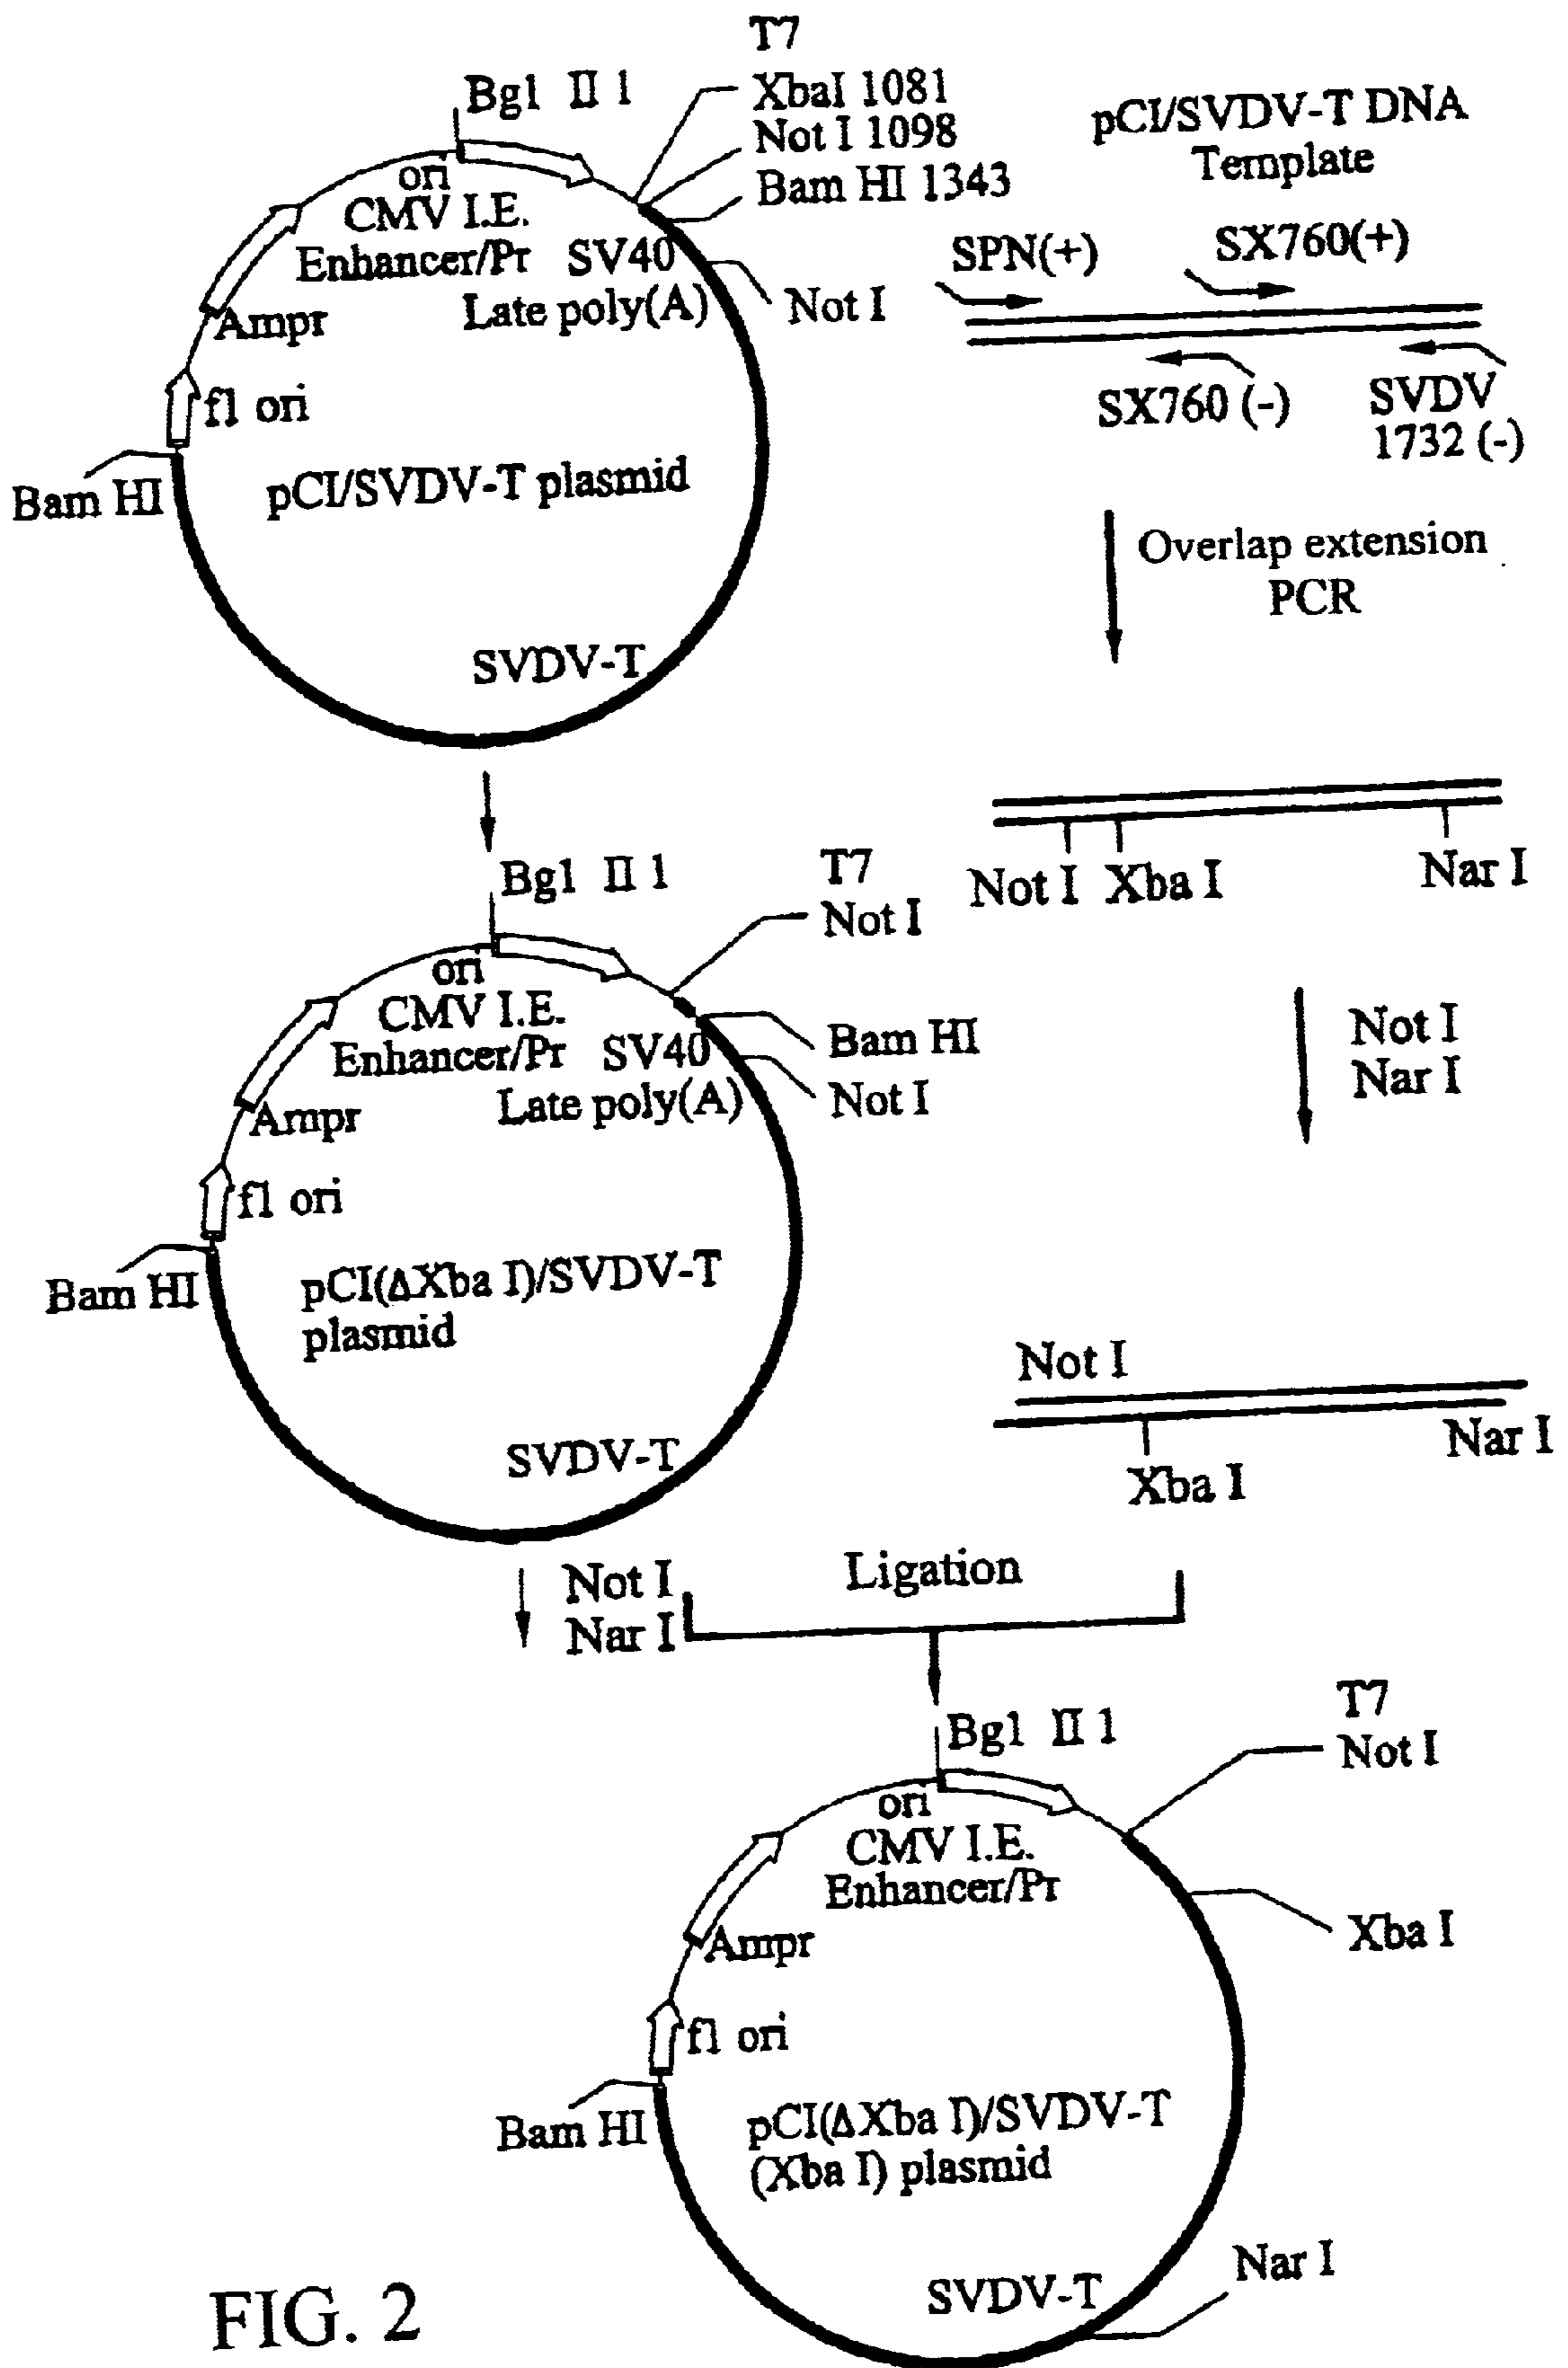 T7
Bgl II 1
XbaI 1081
Not I 1098
Bam HI 1343
ori
CMV I.E.
Enhancer/Pr
SV40
Late poly(A)
Not I
Ampr
f1 ori
Bam HI
pCI/SVDV-T plasmid
SVDV-T
pCI/SVDV-T DNA
Template
SPN(+)
SX760(+)
SX760 (-)
SVDV
1732 (-)
Overlap extension
PCR
Not I
Xba I
Nar I
Bgl II 1
T7
Not I
ori
CMV I.E.
Enhancer/Pr
SV40
Late poly(A)
Bam HI
Not I
Ampr
f1 ori
Bam HI
pCI(ΔXba I)/SVDV-T
plasmid
SVDV-T
Not I
Nar I
Not I
Xba I
Nar I
Not I
Nar I
Ligation
Bgl II 1
T7
Not I
ori
CMV I.E.
Enhancer/Pr
Xba I
Ampr
f1 ori
Bam HI
pCI(ΔXba I)/SVDV-T
(Xba I) plasmid
SVDV-T
Nar I
FIG. 2